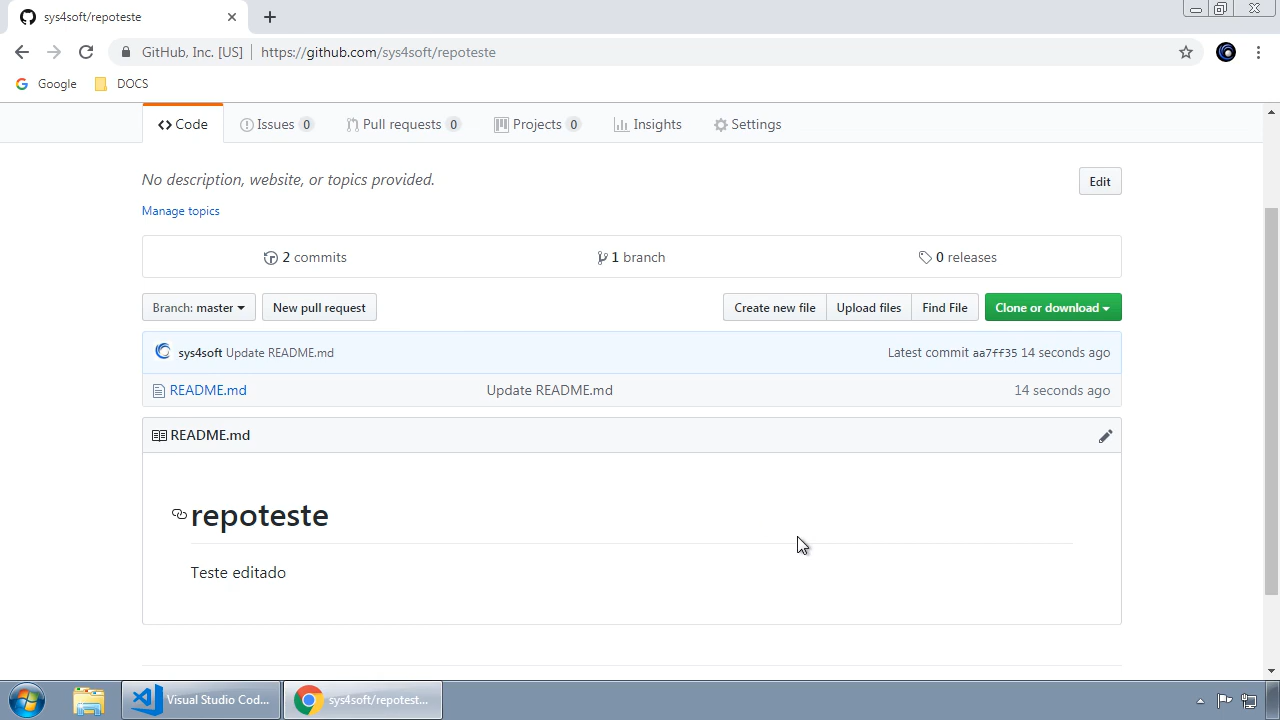 sys4soft/repoteste
GitHub, Inc. [US] | https://github.com/sys4soft/repoteste
Google DOCS
Code Issues 0 Pull requests 0 Projects 0 Insights Settings
No description, website, or topics provided. Edit
Manage topics
2 commits 1 branch 0 releases
Branch: master New pull request Create new file Upload files Find File Clone or download
sys4soft Update README.md Latest commit aa7ff35 14 seconds ago
README.md Update README.md 14 seconds ago
README.md
repoteste
Teste editado
Visual Studio Cod... sys4soft/repotest...